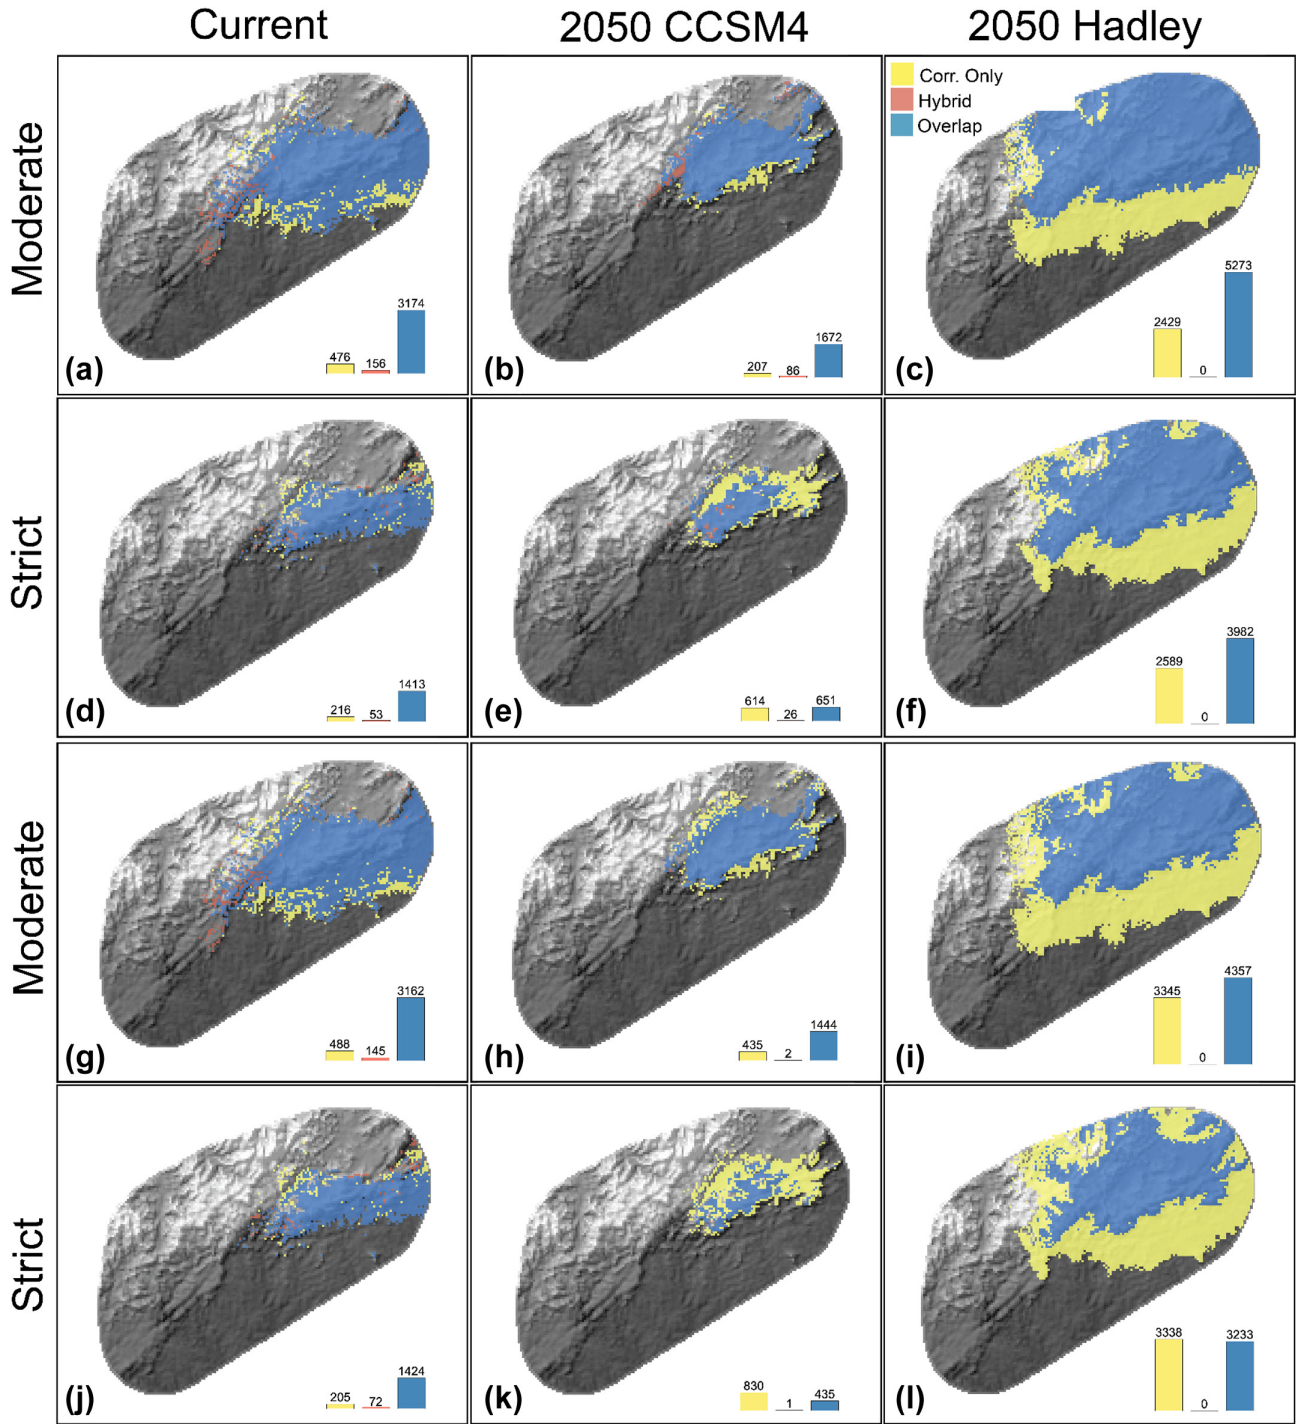 Current 2050 CCSM4 2050 Hadley
Moderate
Corr. Only
Hybrid
Overlap
476 156 3174
(a)
207 86 1672
(b)
2429 0 5273
(c)
Strict
216 53 1413
(d)
614 26 651
(e)
2589 0 3982
(f)
Moderate
488 145 3162
(g)
435 2 1444
(h)
3345 0 4357
(i)
Strict
205 72 1424
(j)
830 1 435
(k)
3338 0 3233
(l)